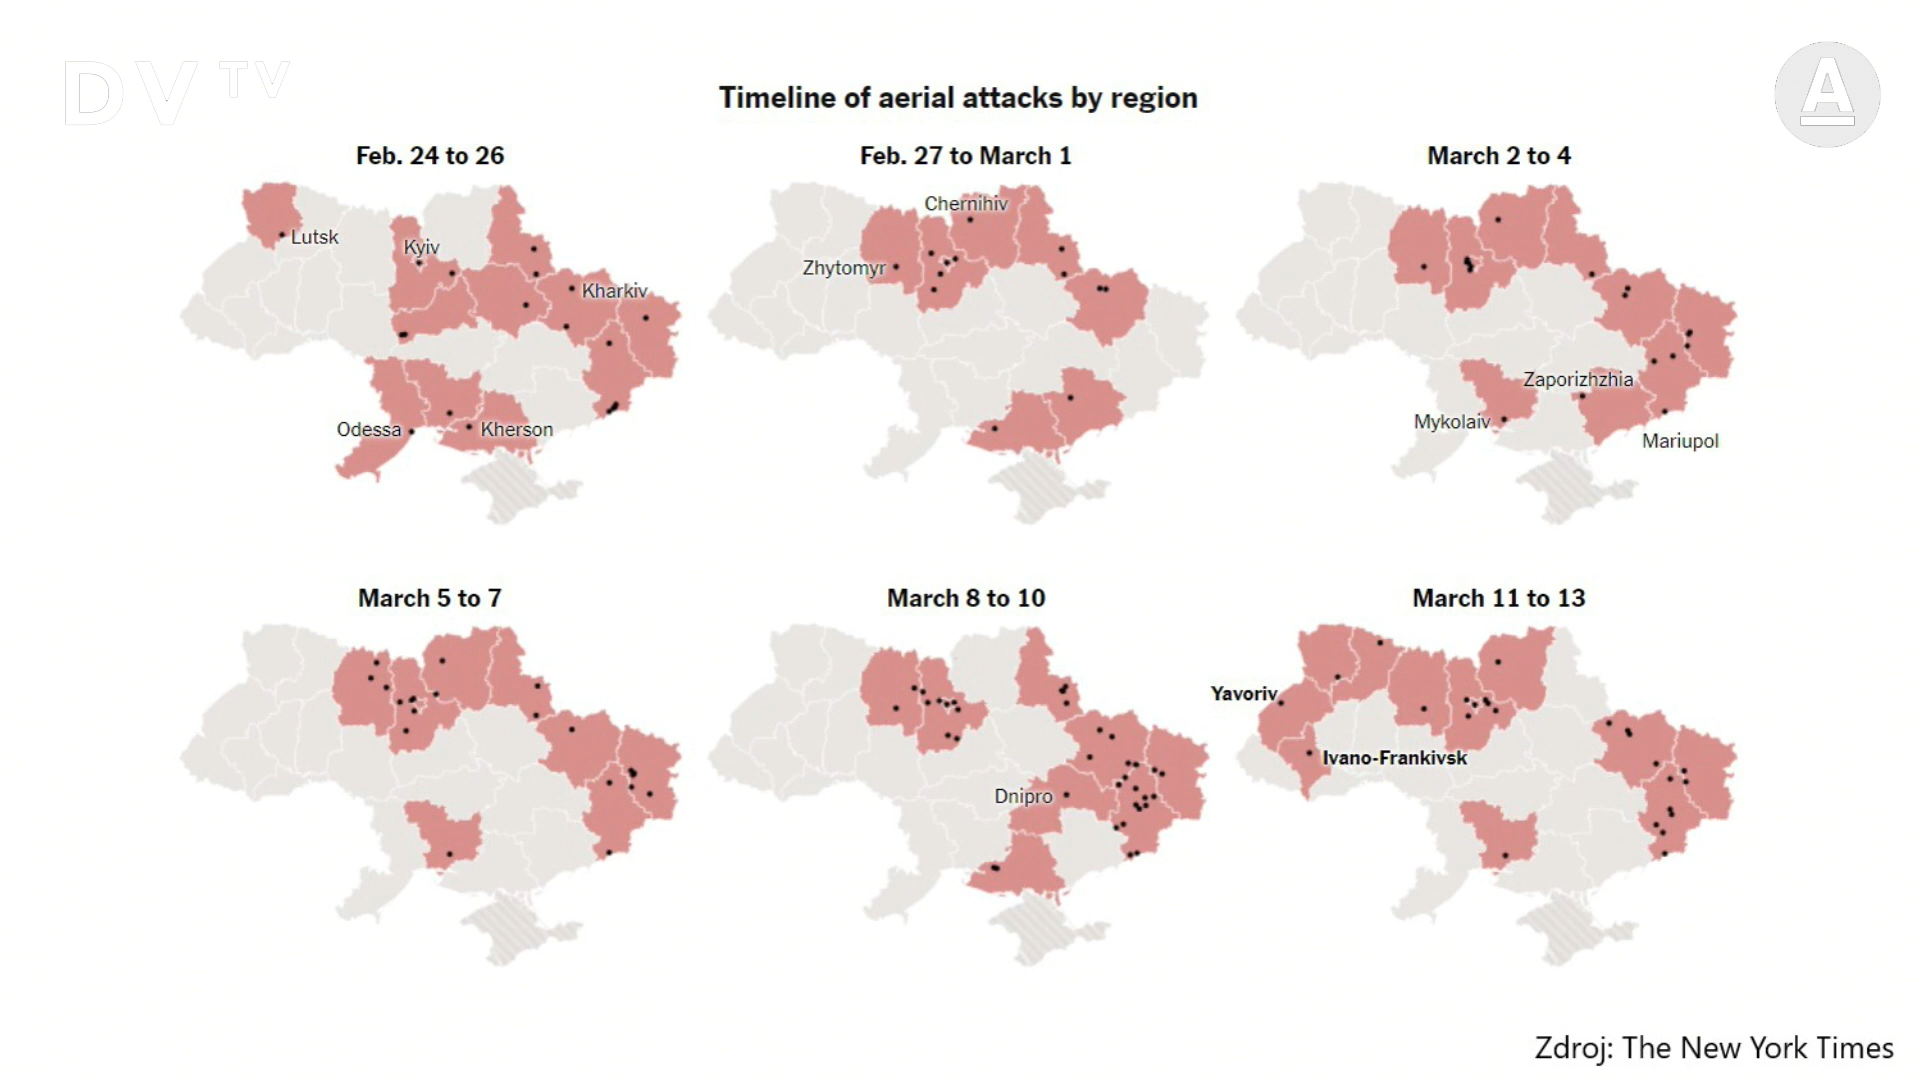 DVTV
A
Timeline of aerial attacks by region
Feb. 24 to 26
Lutsk
Kyiv
Kharkiv
Odessa
Kherson
Feb. 27 to March 1
Chernihiv
Zhytomyr
March 2 to 4
Zaporizhzhia
Mykolaiv
Mariupol
March 5 to 7
March 8 to 10
Dnipro
March 11 to 13
Yavoriv
Ivano-Frankivsk
Zdroj: The New York Times